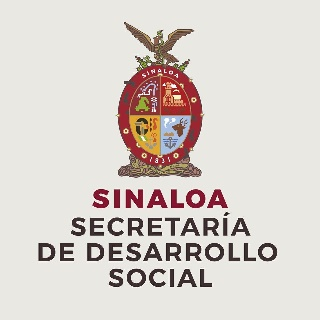 SINALOA
1831
SINALOA
SECRETARÍA
DE DESARROLLO
SOCIAL